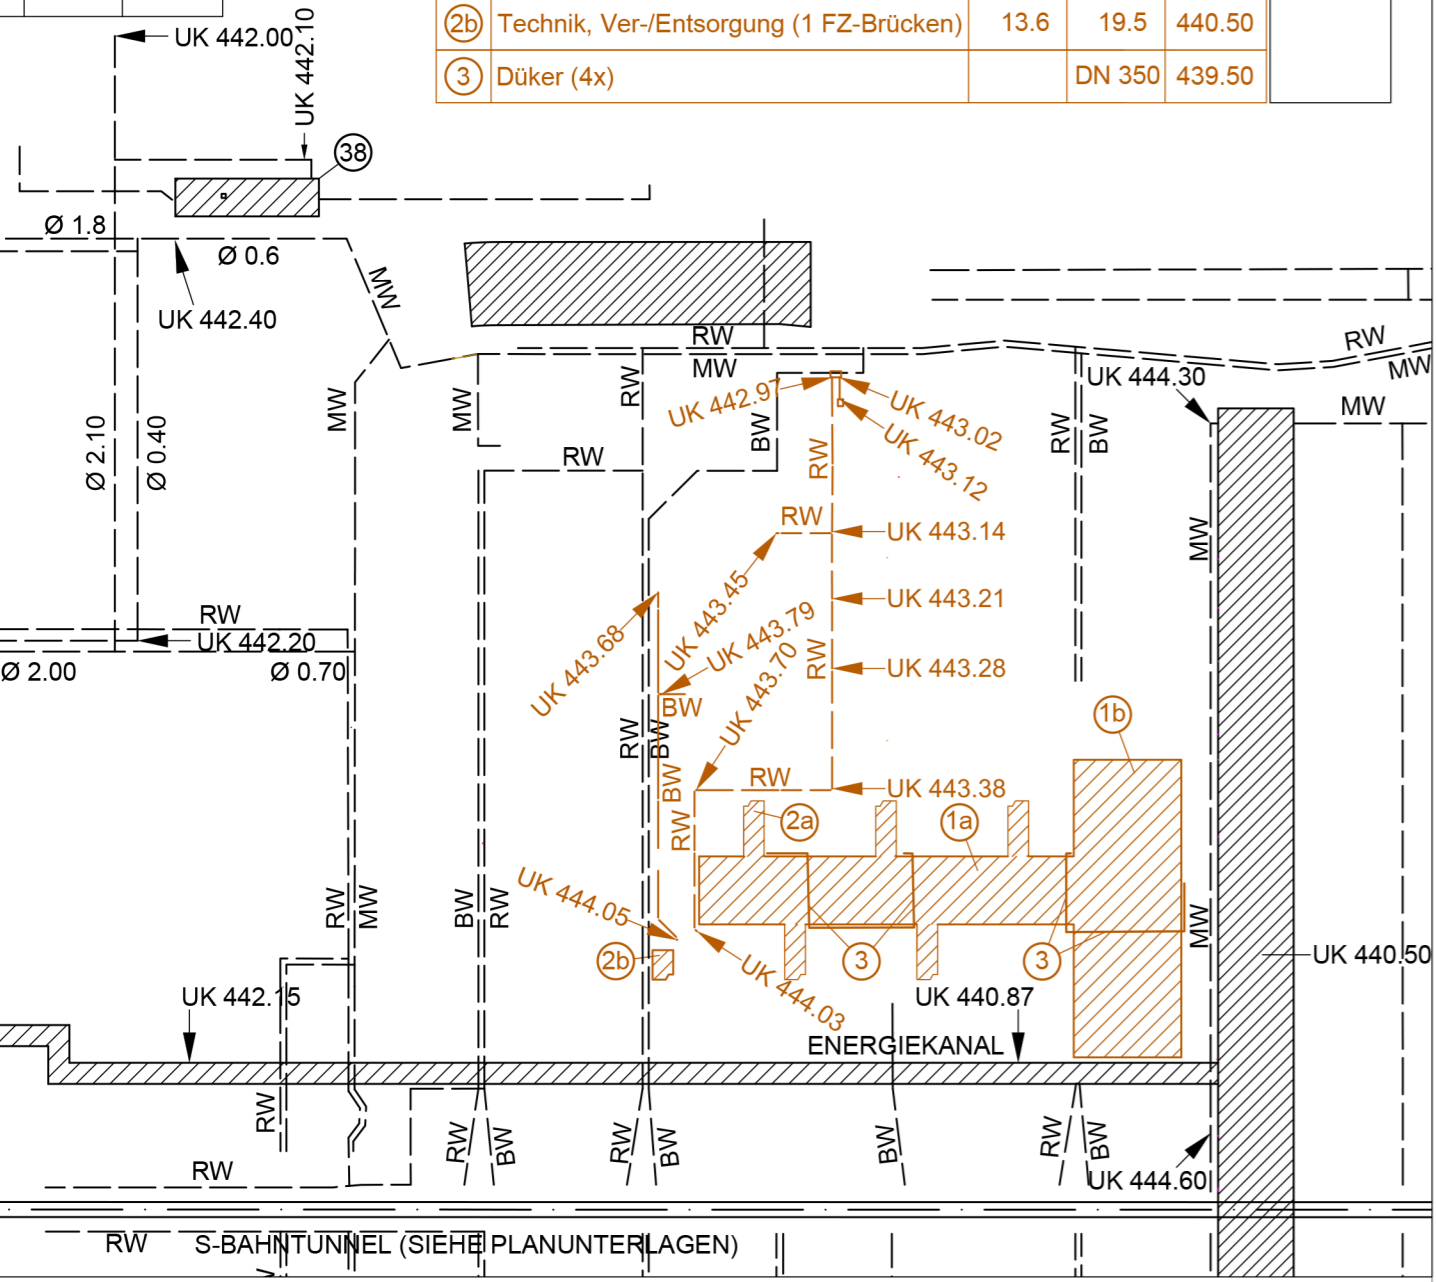 2b Technik, Ver-/Entsorgung (1 FZ-Brücken) 13.6 19.5 440.50
3 Düker (4x) DN 350 439.50
UK 442.00
UK 442.10
38
Ø 1.8
Ø 0.6
MW
UK 442.40
RW
MW
RW
MW
UK 444.30
MW
MW
MW
RW
UK 442.97
BW
UK 443.02
UK 443.12
RW
RW
BW
Ø 2.10
Ø 0.40
RW
RW
UK 443.14
MW
UK 443.45
UK 443.21
UK 443.68
UK 443.79
UK 443.70
RW
UK 443.28
RW
UK 442.20
Ø 2.00
Ø 0.70
BW
1b
RW
BW
BW
RW
RW
UK 443.38
2a
1a
UK 444.05
RW
MW
BW
RW
MW
2b
3
3
UK 440.50
UK 444.03
UK 442.15
UK 440.87
ENERGIEKANAL
RW
RW
BW
RW
BW
BW
RW
BW
RW
UK 444.60
RW
S-BAHNTUNNEL (SIEHE PLANUNTERLAGEN)